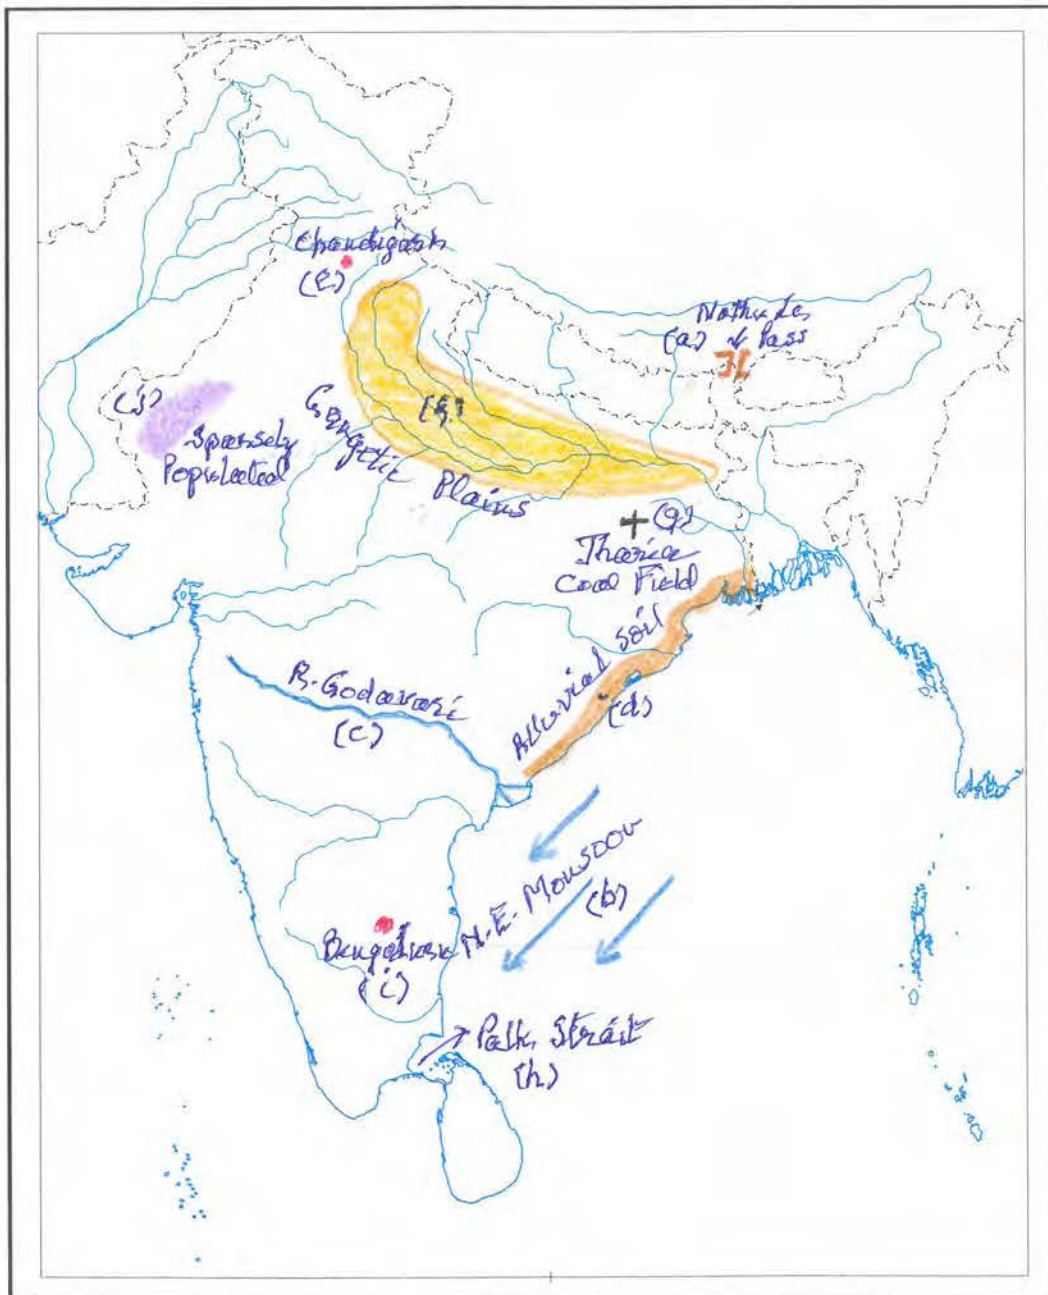 Chandigarh
(e)
Nathu La
(a) Pass
(j)
Sparsely
Populated
(f)
Gangetic Plains
(g)
Jharia
Coal Field
Alluvial Soil
(d)
R. Godavari
(c)
N.E. Monsoon
(b)
Bengaluru
(i)
Palk Strait
(h)